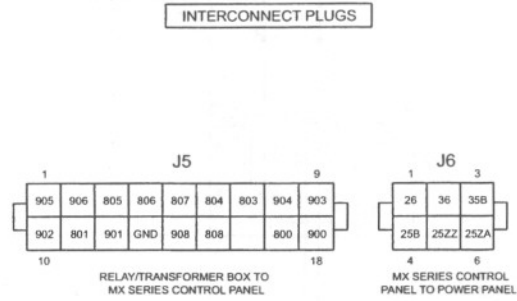 INTERCONNECT PLUGS
J5
1 9
905 906 805 806 807 804 803 904 903
902 801 901 GND 908 808 800 900
10 18
RELAY/TRANSFORMER BOX TO
MX SERIES CONTROL PANEL
J6
1 3
26 36 35B
25B 25ZZ 25ZA
4 6
MX SERIES CONTROL
PANEL TO POWER PANEL